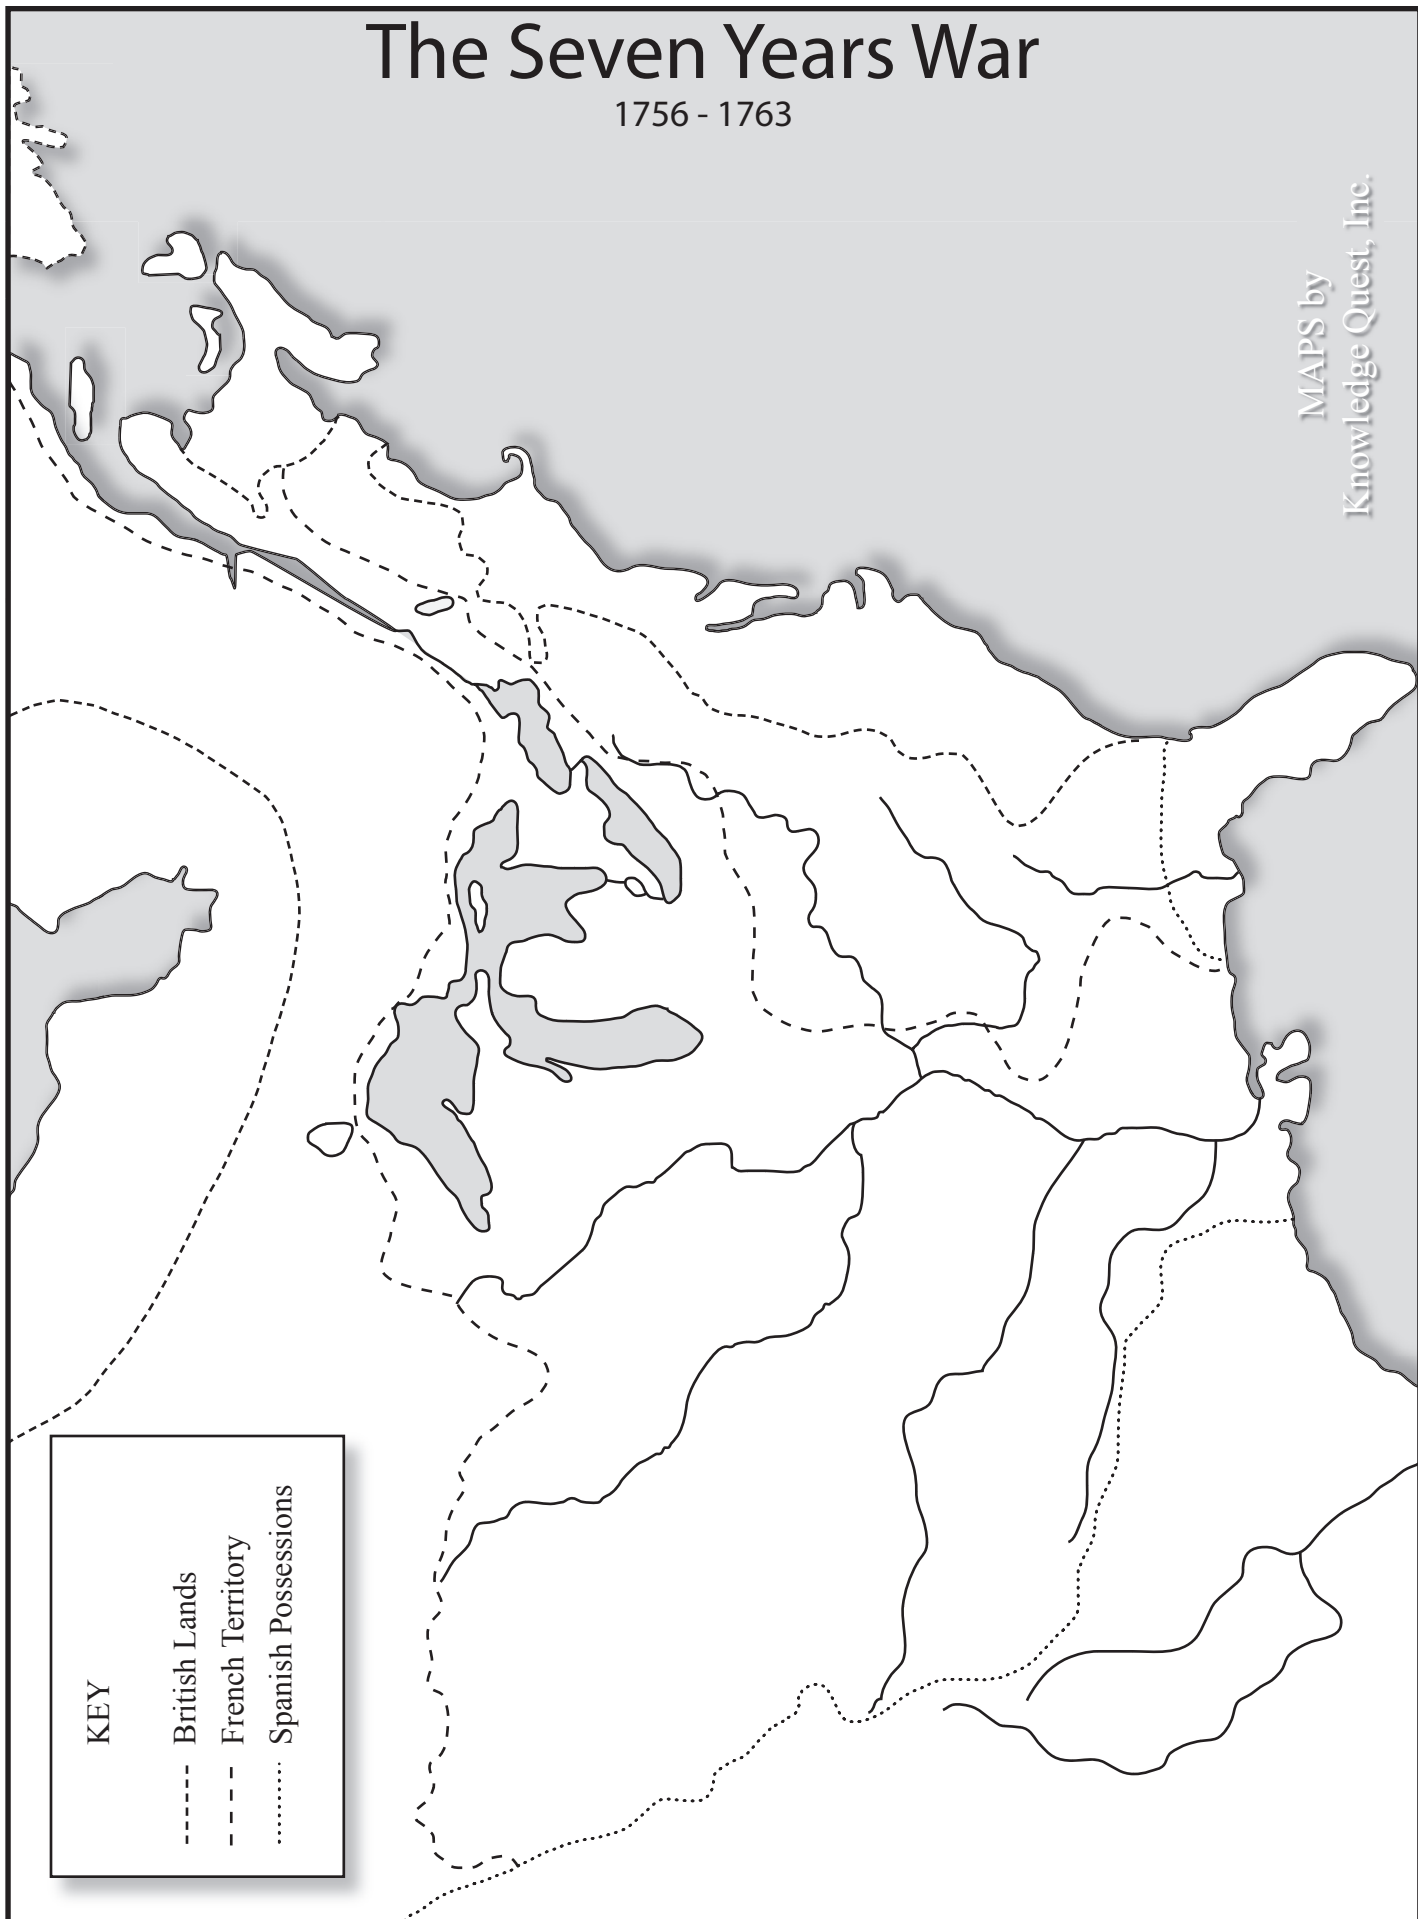 The Seven Years War
1756 - 1763
MAPS by
Knowledge Quest, Inc.
KEY
British Lands
French Territory
Spanish Possessions